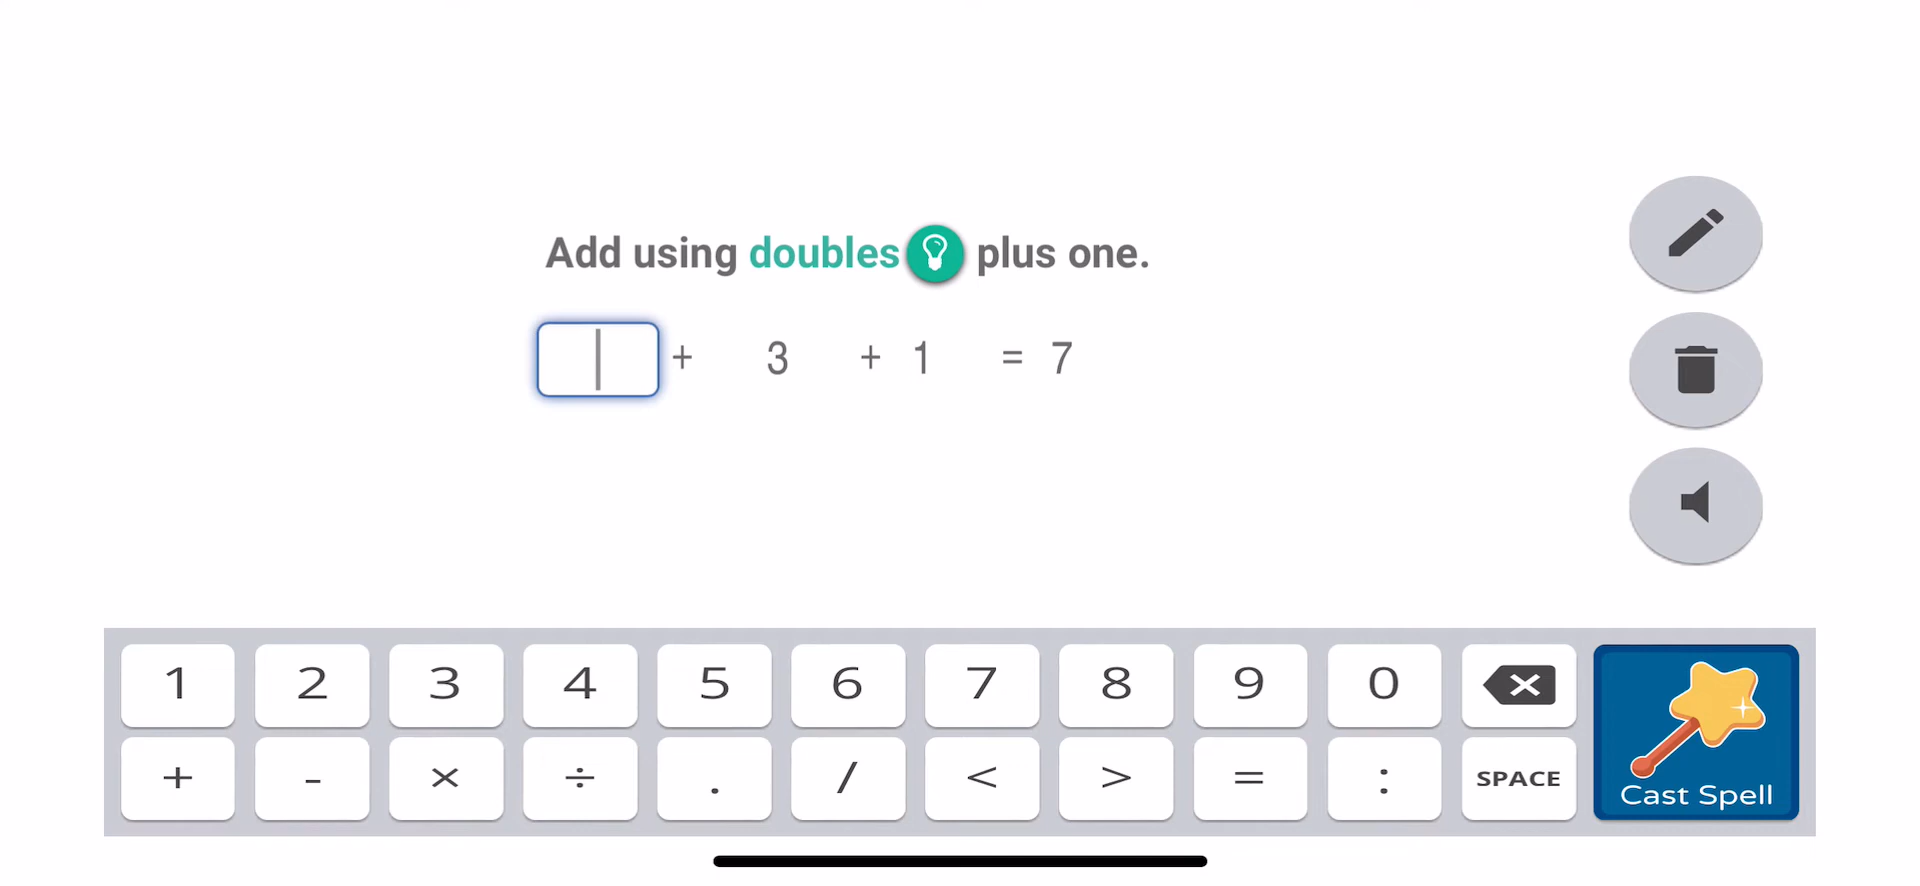 Add using doubles plus one.
+ 3 + 1 = 7
1 2 3 4 5 6 7 8 9 0
+ - × ÷ . / < > = : SPACE
Cast Spell